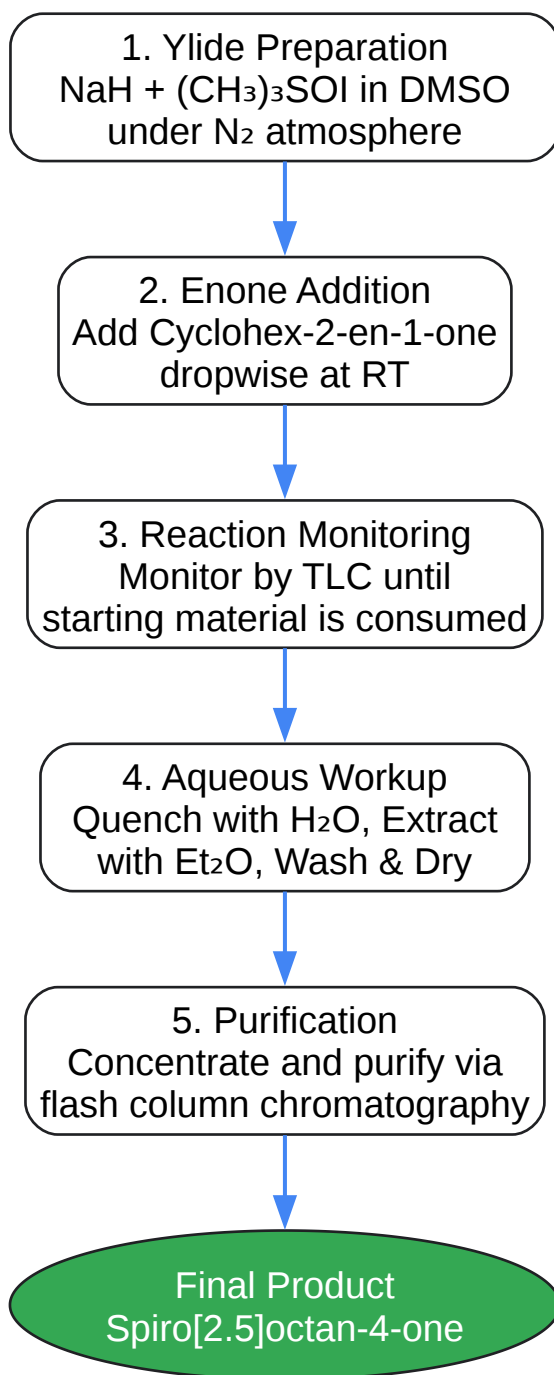 1. Ylide Preparation
NaH + (CH₃)₃SOI in DMSO
under N₂ atmosphere
2. Enone Addition
Add Cyclohex-2-en-1-one
dropwise at RT
3. Reaction Monitoring
Monitor by TLC until
starting material is consumed
4. Aqueous Workup
Quench with H₂O, Extract
with Et₂O, Wash & Dry
5. Purification
Concentrate and purify via
flash column chromatography
Final Product
Spiro[2.5]octan-4-one